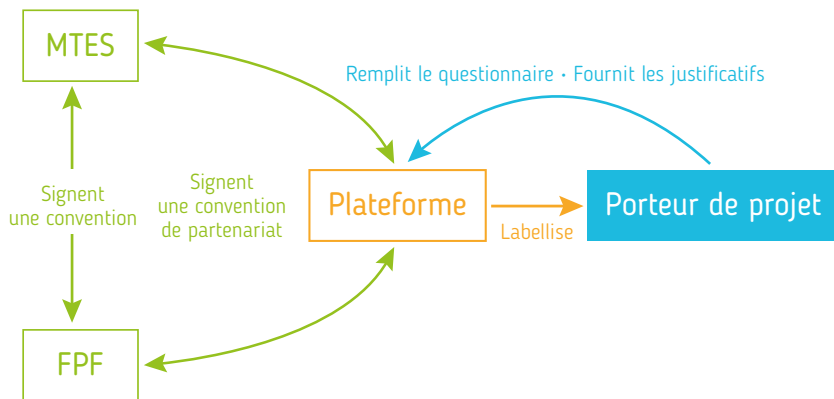 MTES
Remplit le questionnaire · Fournit les justificatifs
Signent
une convention
Signent
une convention
de partenariat
Plateforme
Labellise
Porteur de projet
FPF